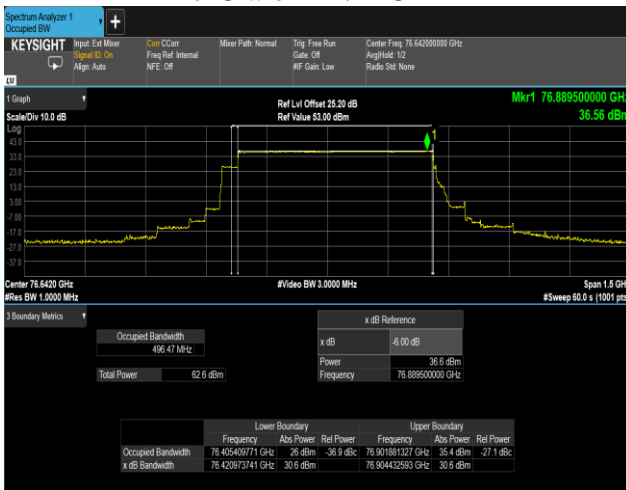 Spectrum Analyzer 1
Occupied BW
+
KEYSIGHT Input: Ext Mixer Corr CCorr Mixer Path: Normal Trig: Free Run Center Freq: 76.642000000 GHz
Signal ID: On Freq Ref: Internal Gate: Off Avg|Hold: 1/2
Align: Auto NFE: Off #IF Gain: Low Radio Std: None
LXI
1 Graph
Scale/Div 10.0 dB Ref Lvl Offset 25.20 dB Mkr1 76.889500000 GHz
Ref Value 53.00 dBm 36.56 dBm
Log
43.0
33.0
23.0
13.0
3.00
-7.00
-17.0
-27.0
-37.0
1
Center 76.6420 GHz #Video BW 3.0000 MHz Span 1.5 GHz
#Res BW 1.0000 MHz #Sweep 60.0 s (1001 pts
3 Boundary Metrics
Occupied Bandwidth
496.47 MHz
Total Power 62.6 dBm
x dB Reference
x dB -6.00 dB
Power 36.6 dBm
Frequency 76.889500000 GHz
Lower Boundary Upper Boundary
Frequency Abs Power Rel Power Frequency Abs Power Rel Power
Occupied Bandwidth 76.405409771 GHz 26 dBm -36.9 dBc 76.901881327 GHz 35.4 dBm -27.1 dBc
x dB Bandwidth 76.420973741 GHz 30.6 dBm 76.904432593 GHz 30.6 dBm